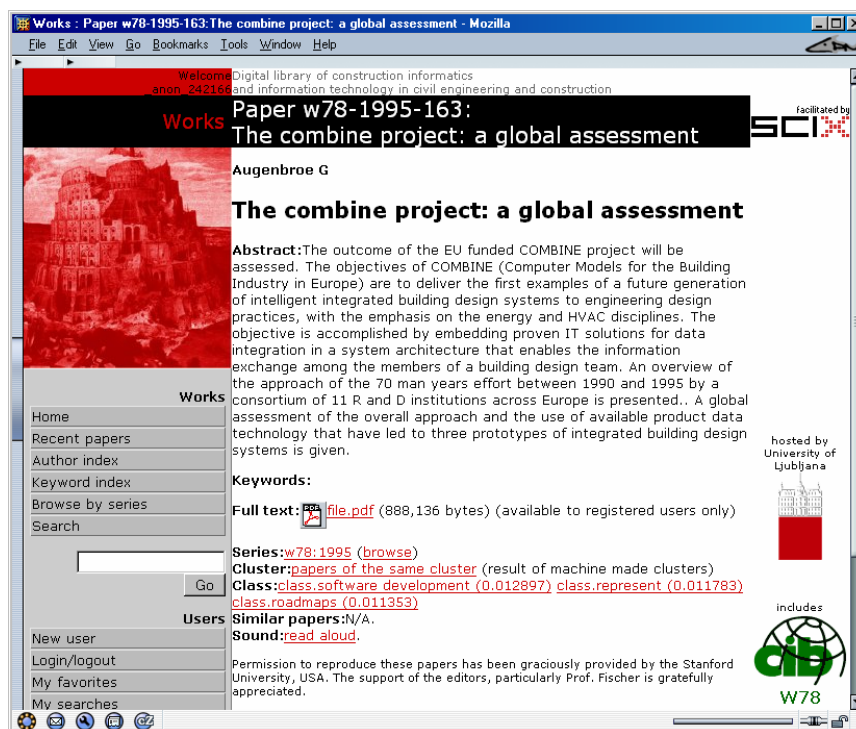 Works : Paper w78-1995-163:The combine project: a global assessment - Mozilla
File Edit View Go Bookmarks Tools Window Help
Welcome
_anon_242166
Digital library of construction informatics
and information technology in civil engineering and construction
Works
Paper w78-1995-163:
The combine project: a global assessment
facilitated by
SCIX
Augenbroe G
The combine project: a global assessment
Abstract:The outcome of the EU funded COMBINE project will be
assessed. The objectives of COMBINE (Computer Models for the Building
Industry in Europe) are to deliver the first examples of a future generation
of intelligent integrated building design systems to engineering design
practices, with the emphasis on the energy and HVAC disciplines. The
objective is accomplished by embedding proven IT solutions for data
integration in a system architecture that enables the information
exchange among the members of a building design team. An overview of
the approach of the 70 man years effort between 1990 and 1995 by a
consortium of 11 R and D institutions across Europe is presented.. A global
assessment of the overall approach and the use of available product data
technology that have led to three prototypes of integrated building design
systems is given.
Keywords:
Full text: file.pdf (888,136 bytes) (available to registered users only)
Series:w78:1995 (browse)
Cluster:papers of the same cluster (result of machine made clusters)
Class:class.software development (0.012897) class.represent (0.011783)
class.roadmaps (0.011353)
Similar papers:N/A.
Sound:read aloud.
Permission to reproduce these papers has been graciously provided by the Stanford
University, USA. The support of the editors, particularly Prof. Fischer is gratefully
appreciated.
Works
Home
Recent papers
Author index
Keyword index
Browse by series
Search
Go
Users
New user
Login/logout
My favorites
My searches
hosted by
University of
Ljubljana
includes
cib
W78